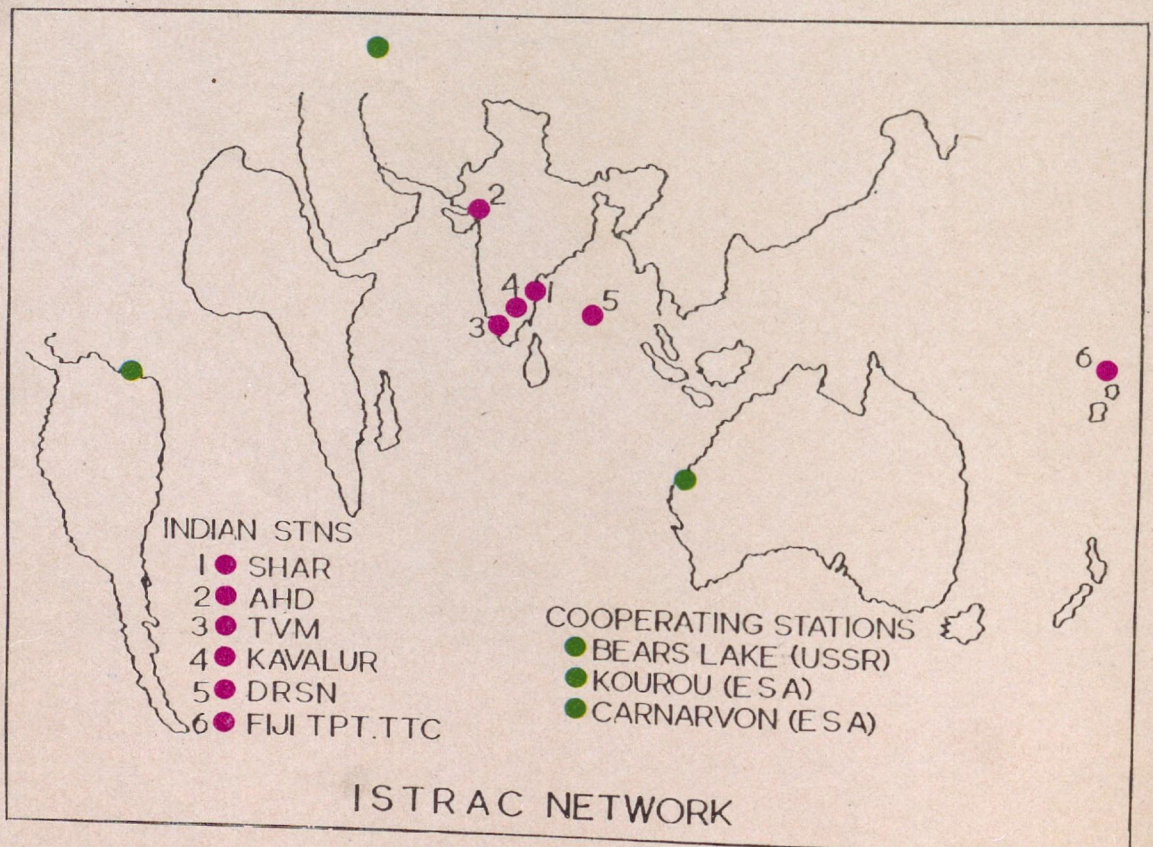 2
4
1
5
3
6
INDIAN STNS
1 SHAR
2 AHD
3 TVM
4 KAVALUR
5 DRSN
6 FIJI TPT.TTC
COOPERATING STATIONS
BEARS LAKE (USSR)
KOUROU (ESA)
CARNARVON (ESA)
ISTRAC NETWORK